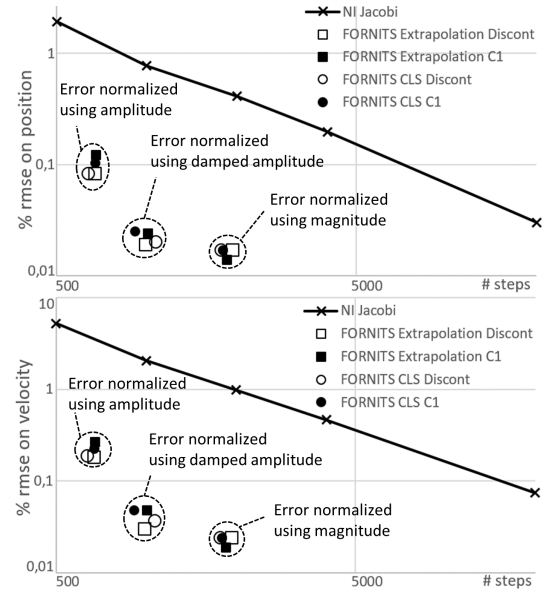 NI Jacobi
FORNITS Extrapolation Discont
FORNITS Extrapolation C1
FORNITS CLS Discont
FORNITS CLS C1
% rmse on position
1
0,1
0,01
Error normalized
using amplitude
Error normalized
using damped amplitude
Error normalized
using magnitude
500
5000
# steps
NI Jacobi
FORNITS Extrapolation Discont
FORNITS Extrapolation C1
FORNITS CLS Discont
FORNITS CLS C1
% rmse on velocity
10
1
0,1
0,01
Error normalized
using amplitude
Error normalized
using damped amplitude
Error normalized
using magnitude
500
5000
# steps